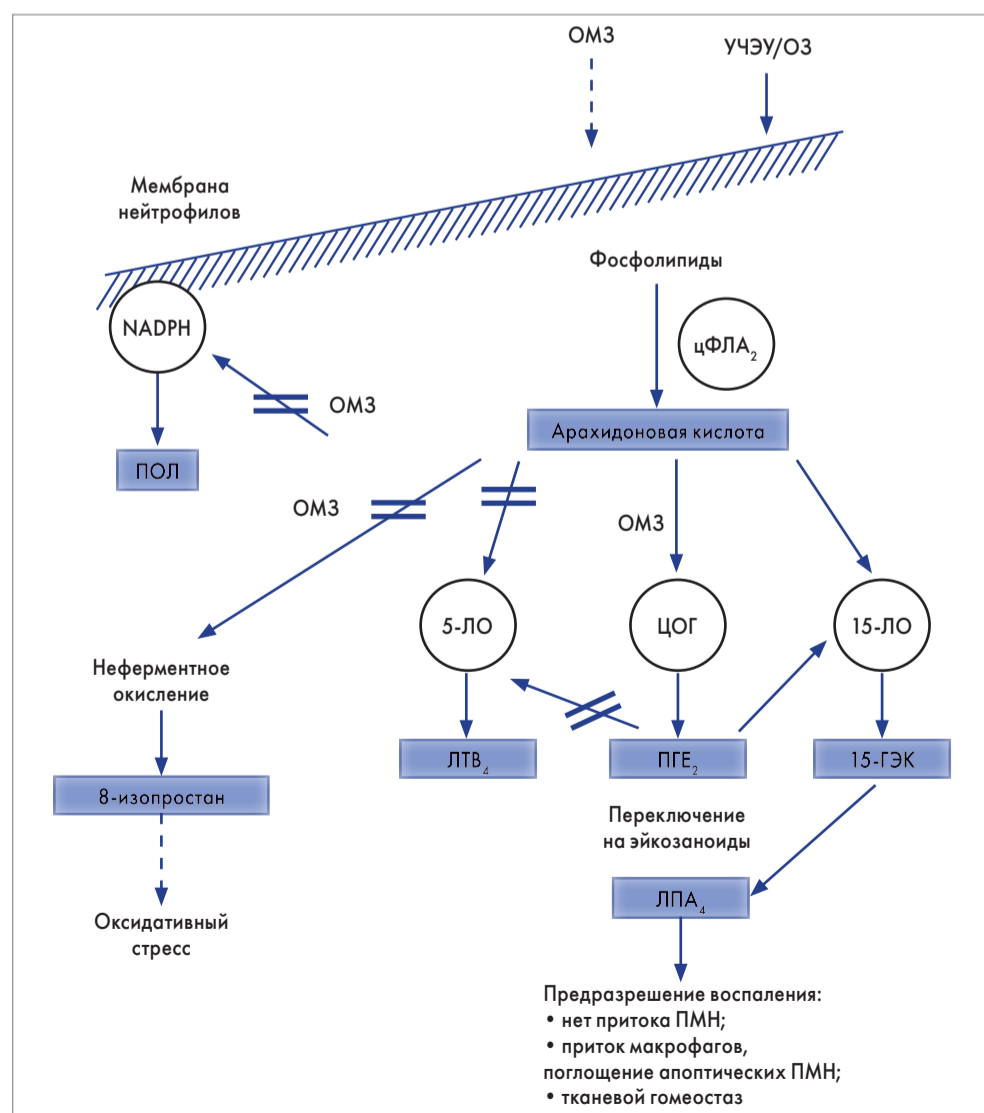 ОМЗ
УЧЭУ/ОЗ
Мембрана
нейтрофилов
Фосфолипиды
NADPH
цФЛА₂
ОМЗ
Арахидоновая кислота
ПОЛ
ОМЗ
ОМЗ
5-ЛО
ЦОГ
15-ЛО
Неферментное
окисление
ЛТВ₄
ПГЕ₂
15-ГЭК
8-изопростан
Переключение
на эйкозаноиды
ЛПА₄
Оксидативный
стресс
Предразрешение воспаления:
• нет притока ПМН;
• приток макрофагов,
поглощение апоптических ПМН;
• тканевой гомеостаз